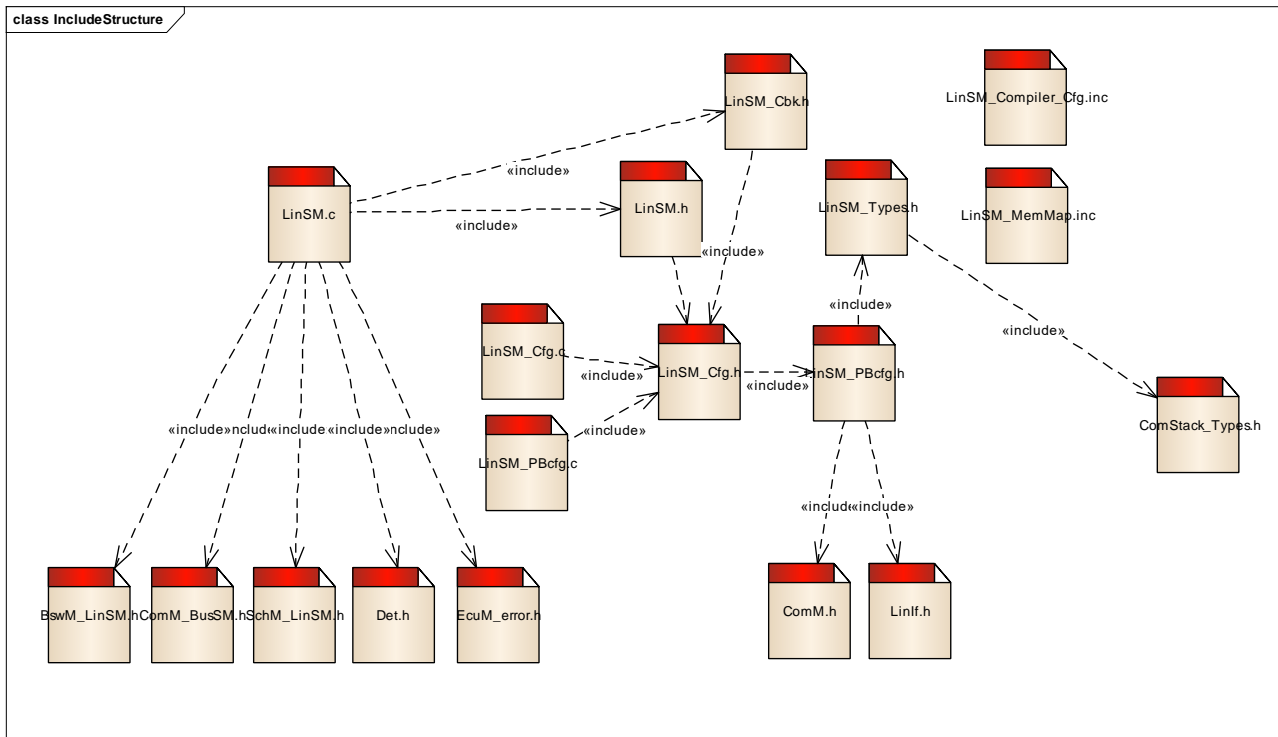 class IncludeStructure
LinSM_Cbk.h
LinSM_Compiler_Cfg.inc
«include»
LinSM.c
LinSM.h
LinSM_Types.h
LinSM_MemMap.inc
«include»
«include»
«include»
«include»
LinSM_Cfg.c
LinSM_Cfg.h
LinSM_PBcfg.h
«include»
«include»
«include»
«include»
«include»
LinSM_PBcfg.c
ComStack_Types.h
«include»
«include»
«include»
BswM_LinSM.h
ComM_BusSM.h
SchM_LinSM.h
Det.h
EcuM_error.h
ComM.h
LinIf.h